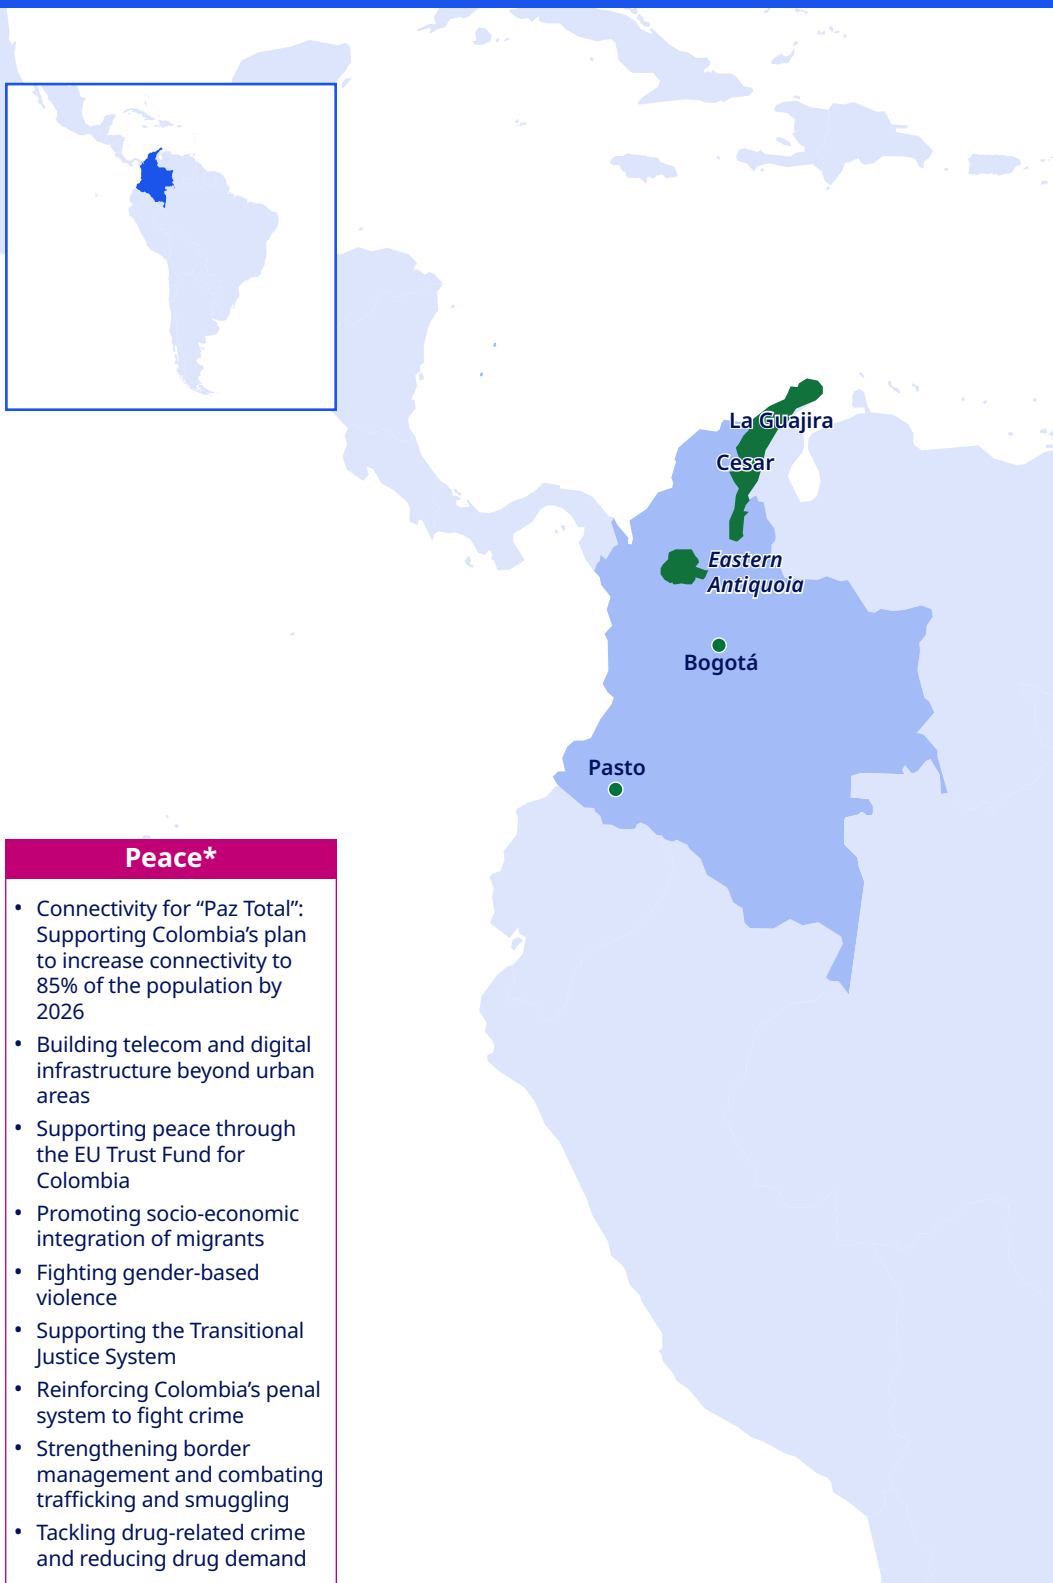 La Guajira
Cesar
Eastern
Antiquoia
Bogotá
Pasto
Peace*
• Connectivity for “Paz Total”:
Supporting Colombia’s plan
to increase connectivity to
85% of the population by
2026
• Building telecom and digital
infrastructure beyond urban
areas
• Supporting peace through
the EU Trust Fund for
Colombia
• Promoting socio-economic
integration of migrants
• Fighting gender-based
violence
• Supporting the Transitional
Justice System
• Reinforcing Colombia’s penal
system to fight crime
• Strengthening border
management and combating
trafficking and smuggling
• Tackling drug-related crime
and reducing drug demand